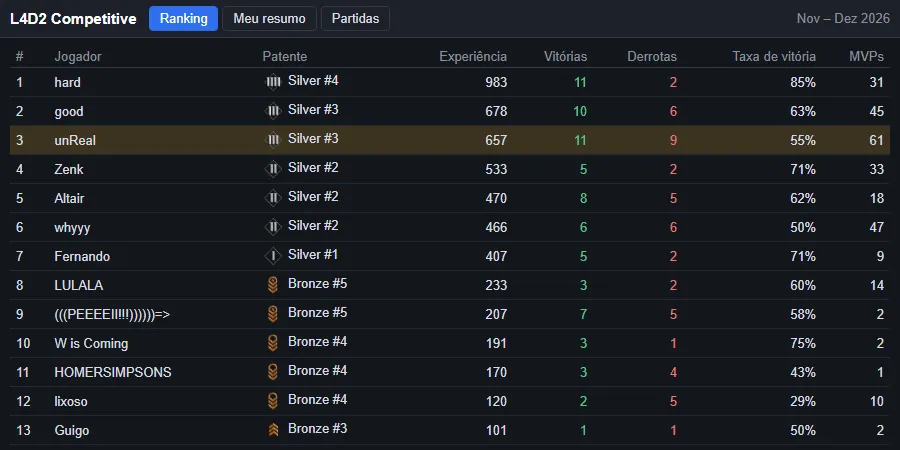 L4D2 Competitive Ranking Meu resumo Partidas Nov – Dez 2026
# Jogador Patente Experiência Vitórias Derrotas Taxa de vitória MVPs
1 hard Silver #4 983 11 2 85% 31
2 good Silver #3 678 10 6 63% 45
3 unReal Silver #3 657 11 9 55% 61
4 Zenk Silver #2 533 5 2 71% 33
5 Altair Silver #2 470 8 5 62% 18
6 whyyy Silver #2 466 6 6 50% 47
7 Fernando Silver #1 407 5 2 71% 9
8 LULALA Bronze #5 233 3 2 60% 14
9 (((PEEEEII!!!))))))=> Bronze #5 207 7 5 58% 2
10 W is Coming Bronze #4 191 3 1 75% 2
11 HOMERSIMPSONS Bronze #4 170 3 4 43% 1
12 lixoso Bronze #4 120 2 5 29% 10
13 Guigo Bronze #3 101 1 1 50% 2